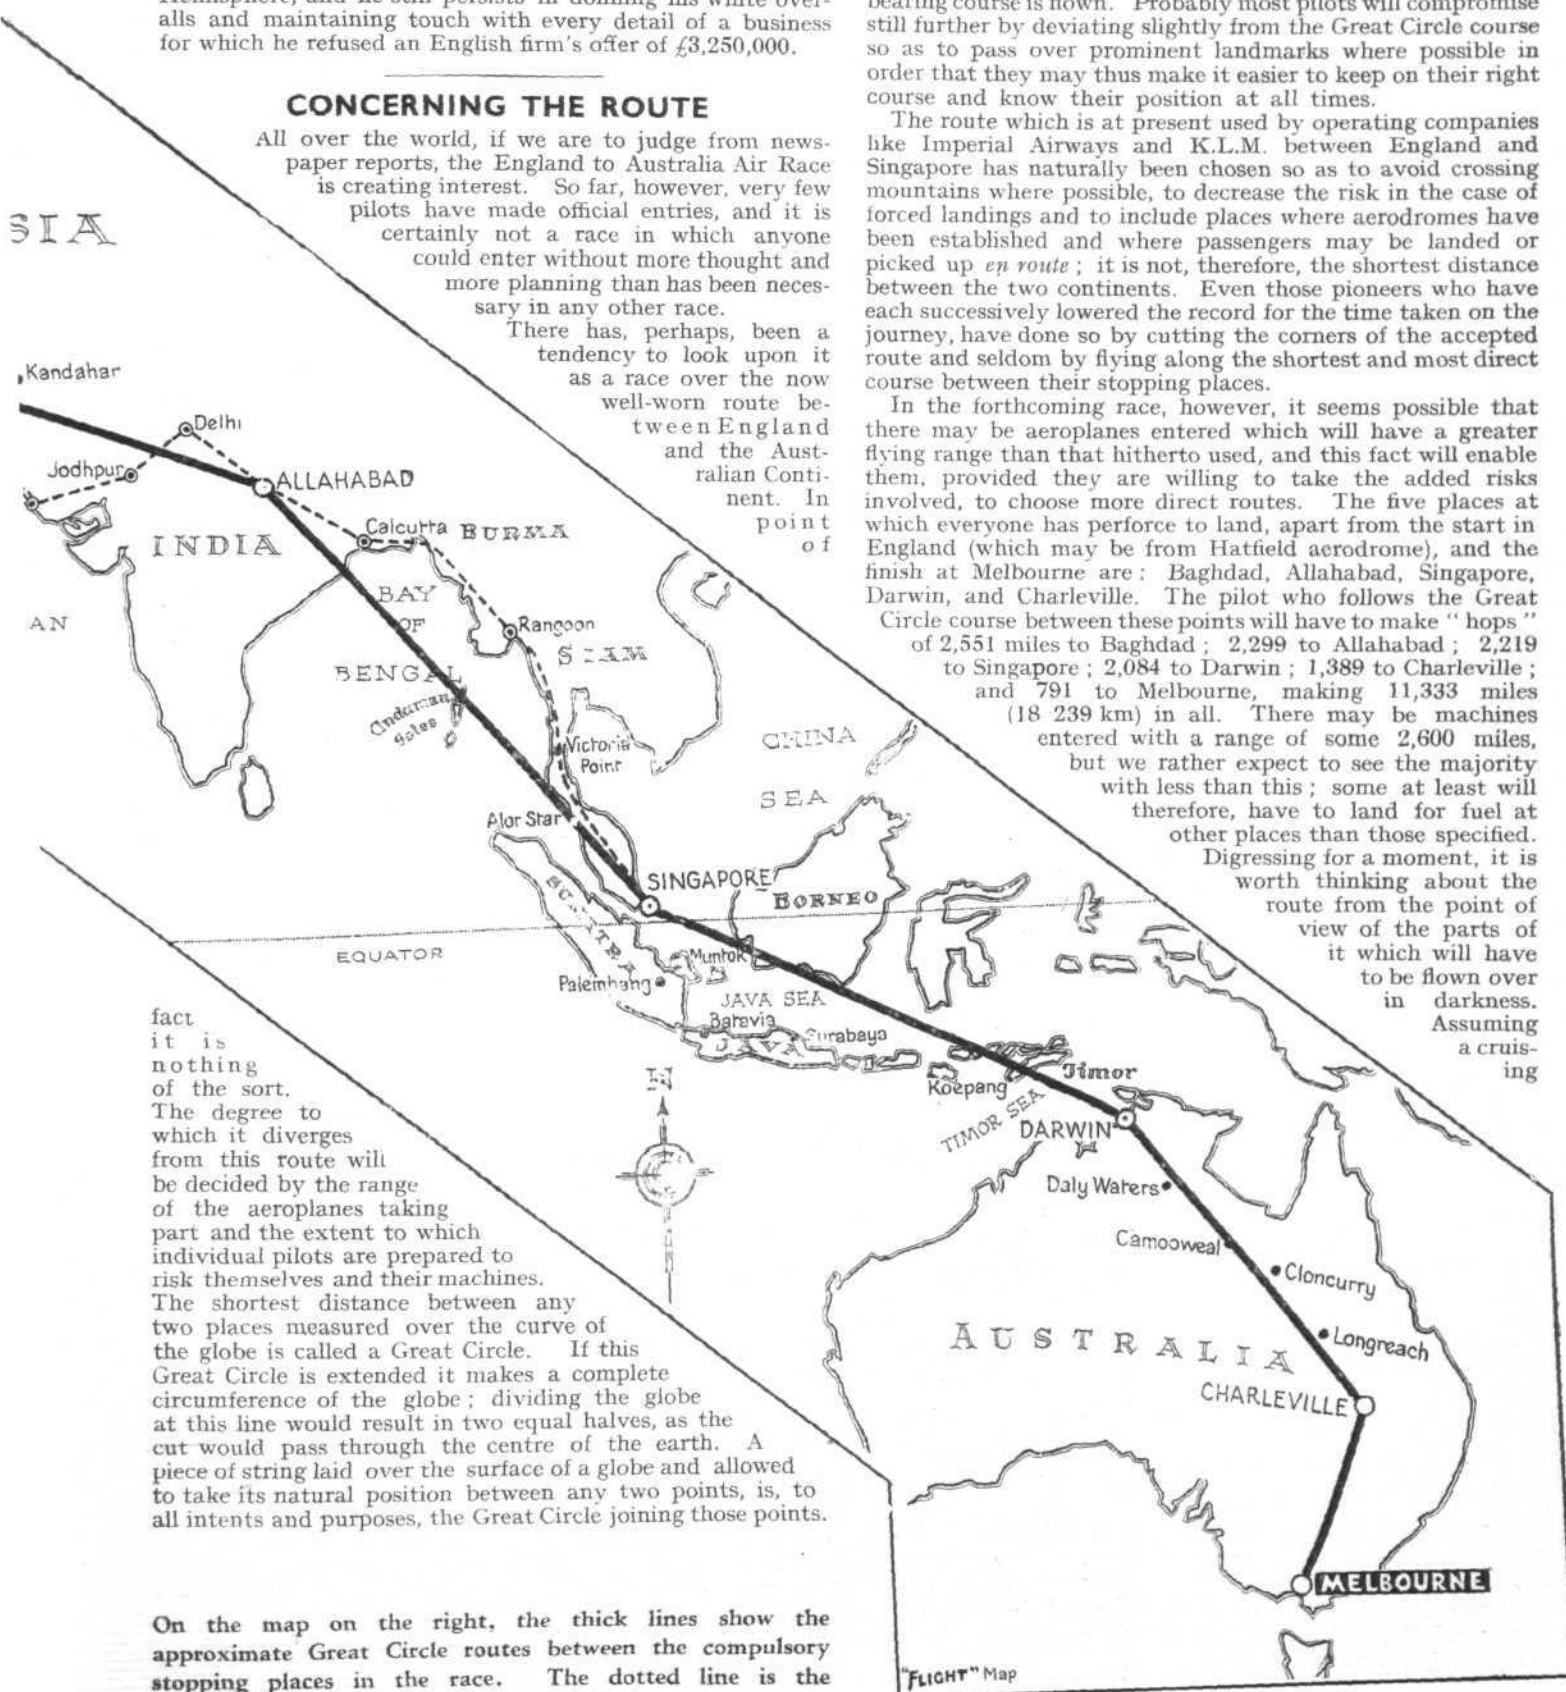 alls and maintaining touch with every detail of a business
for which he refused an English firm's offer of £3,250,000.
CONCERNING THE ROUTE
All over the world, if we are to judge from news-
paper reports, the England to Australia Air Race
is creating interest. So far, however, very few
pilots have made official entries, and it is
certainly not a race in which anyone
could enter without more thought and
more planning than has been neces-
sary in any other race.
There has, perhaps, been a
tendency to look upon it
as a race over the now
well-worn route be-
tween England
and the Aust-
ralian Conti-
nent. In
point
of
fact
it is
nothing
of the sort.
The degree to
which it diverges
from this route will
be decided by the range
of the aeroplanes taking
part and the extent to which
individual pilots are prepared to
risk themselves and their machines.
The shortest distance between any
two places measured over the curve of
the globe is called a Great Circle. If this
Great Circle is extended it makes a complete
circumference of the globe; dividing the globe
at this line would result in two equal halves, as the
cut would pass through the centre of the earth. A
piece of string laid over the surface of a globe and allowed
to take its natural position between any two points, is, to
all intents and purposes, the Great Circle joining those points.
On the map on the right, the thick lines show the
approximate Great Circle routes between the compulsory
stopping places in the race. The dotted line is the
bearing course is flown. Probably most pilots will compromise
still further by deviating slightly from the Great Circle course
so as to pass over prominent landmarks where possible in
order that they may thus make it easier to keep on their right
course and know their position at all times.
The route which is at present used by operating companies
like Imperial Airways and K.L.M. between England and
Singapore has naturally been chosen so as to avoid crossing
mountains where possible, to decrease the risk in the case of
forced landings and to include places where aerodromes have
been established and where passengers may be landed or
picked up en route; it is not, therefore, the shortest distance
between the two continents. Even those pioneers who have
each successively lowered the record for the time taken on the
journey, have done so by cutting the corners of the accepted
route and seldom by flying along the shortest and most direct
course between their stopping places.
In the forthcoming race, however, it seems possible that
there may be aeroplanes entered which will have a greater
flying range than that hitherto used, and this fact will enable
them, provided they are willing to take the added risks
involved, to choose more direct routes. The five places at
which everyone has perforce to land, apart from the start in
England (which may be from Hatfield aerodrome), and the
finish at Melbourne are: Baghdad, Allahabad, Singapore,
Darwin, and Charleville. The pilot who follows the Great
Circle course between these points will have to make "hops"
of 2,551 miles to Baghdad; 2,299 to Allahabad; 2,219
to Singapore; 2,084 to Darwin; 1,389 to Charleville;
and 791 to Melbourne, making 11,333 miles
(18 239 km) in all. There may be machines
entered with a range of some 2,600 miles,
but we rather expect to see the majority
with less than this; some at least will
therefore, have to land for fuel at
other places than those specified.
Digressing for a moment, it is
worth thinking about the
route from the point of
view of the parts of
it which will have
to be flown over
in darkness.
Assuming
a cruis-
ing
SIA
Kandahar
Delhi
Jodhpur
ALLAHABAD
Calcutta
BURMA
INDIA
BAY
OF
BENGAL
AN
Rangoon
SIAM
Andaman
Isles
Victoria
Point
CHINA
SEA
Alor Star
SINGAPORE
BORNEO
SUMATRA
EQUATOR
Muntok
Palembang
JAVA SEA
Batavia
Surabaya
JAVA
Koepang
Timor
TIMOR SEA
DARWIN
N
Daly Waters
Camooweal
Cloncurry
Longreach
AUSTRALIA
CHARLEVILLE
MELBOURNE
"FLIGHT" Map